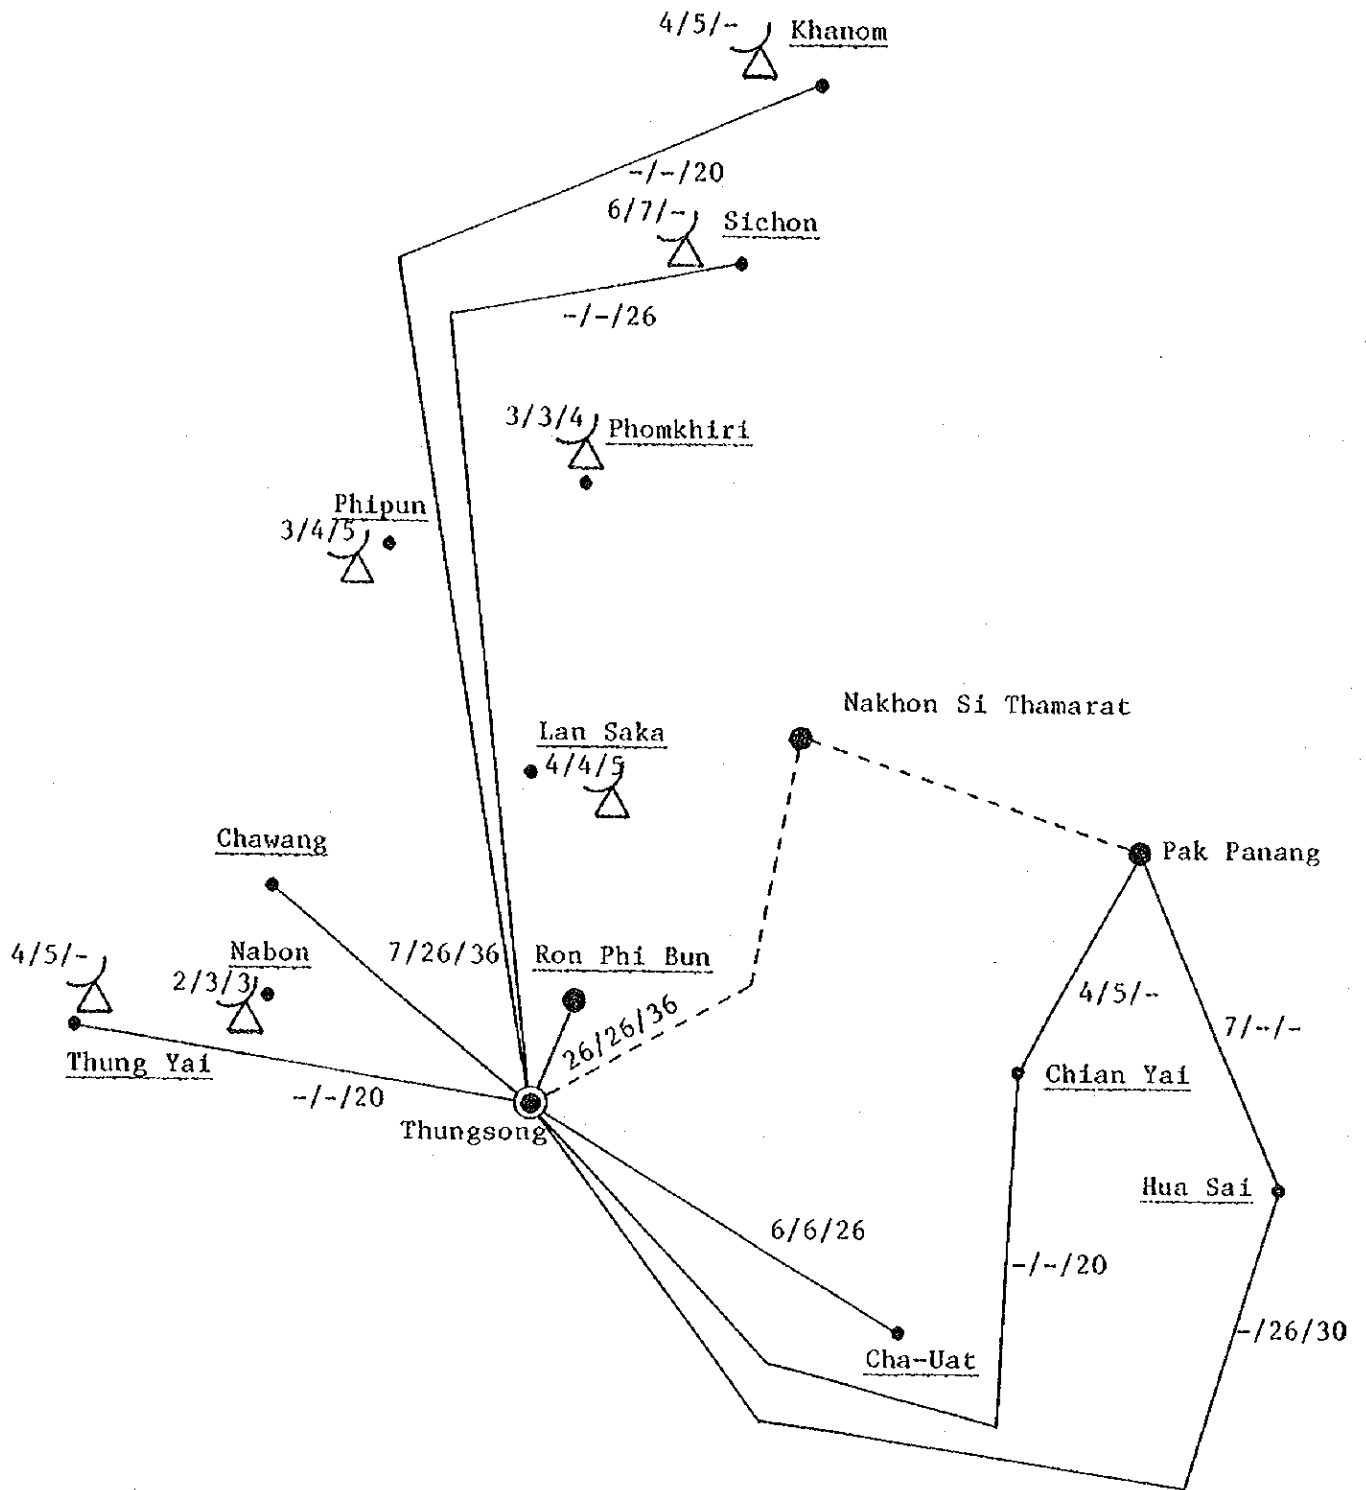 4/5/-
Khanom
-/-/20
6/7/-
Sichon
-/-/26
3/3/4
Phomkhiri
Phipun
3/4/5
Nakhon Si Thamarat
Lan Saka
4/4/5
Chawang
Pak Panang
4/5/-
Nabon
2/3/3
7/26/36
Ron Phi Bun
4/5/-
26/26/36
7/-/-
Thung Yai
-/-/20
Chian Yai
Thungsong
Hua Sai
6/6/26
-/-/20
-/26/30
Cha-Uat